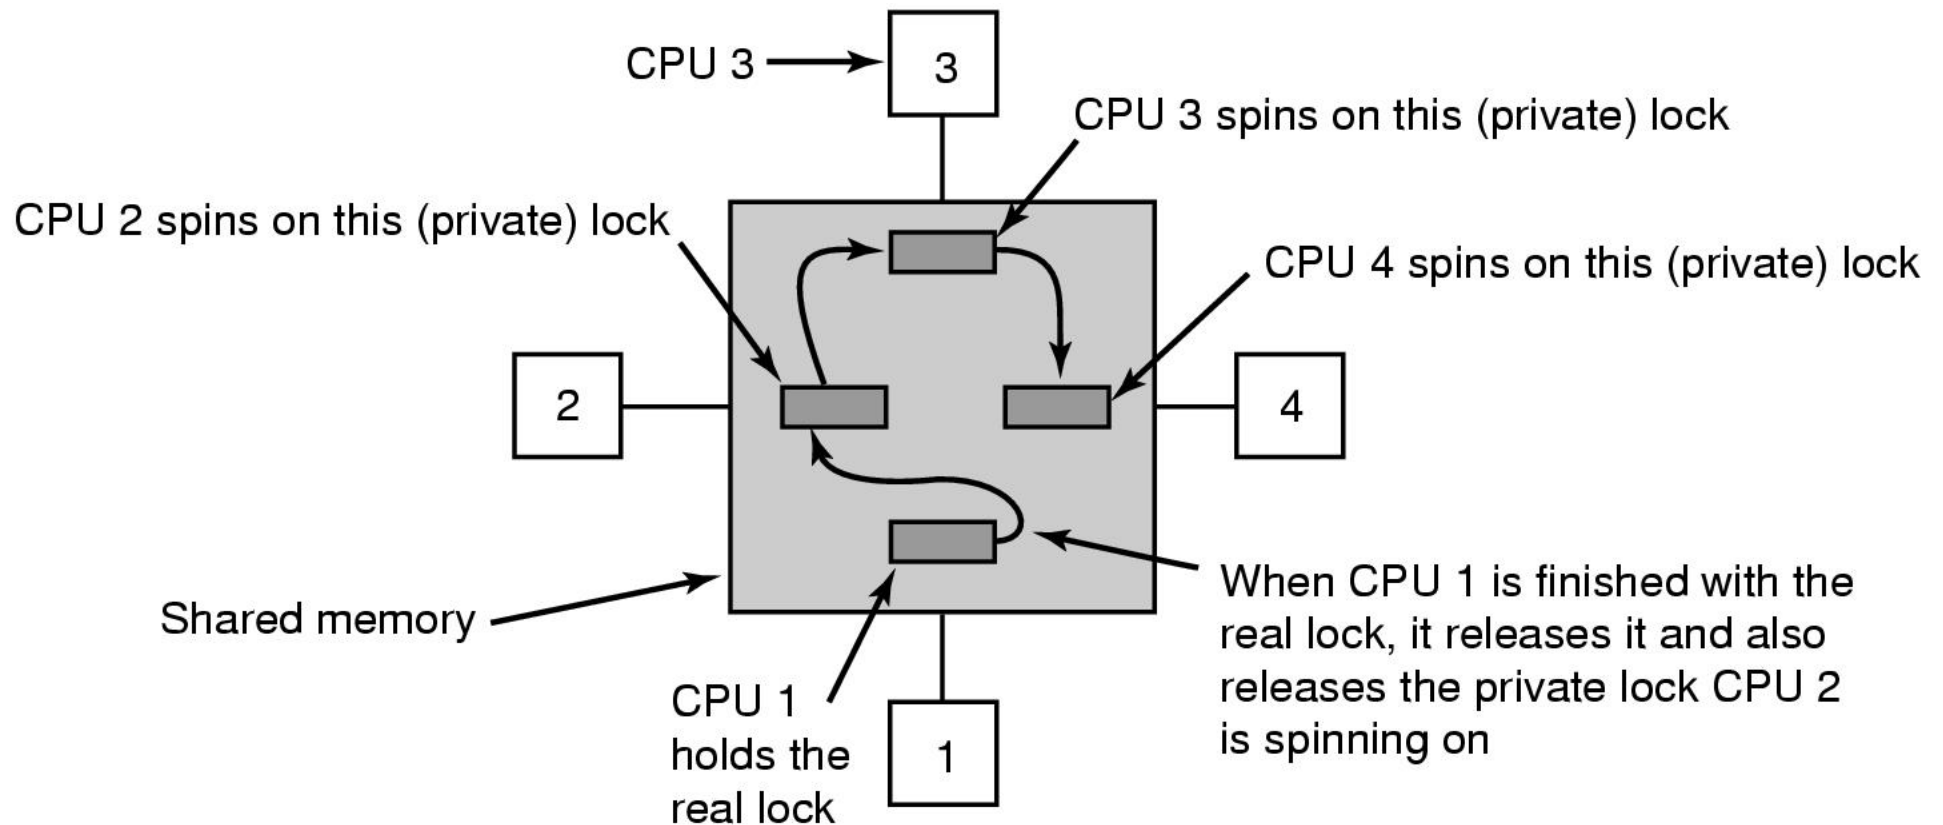 CPU 3
3
CPU 3 spins on this (private) lock
CPU 2 spins on this (private) lock
CPU 4 spins on this (private) lock
2
4
Shared memory
When CPU 1 is finished with the
real lock, it releases it and also
releases the private lock CPU 2
is spinning on
CPU 1
holds the
real lock
1